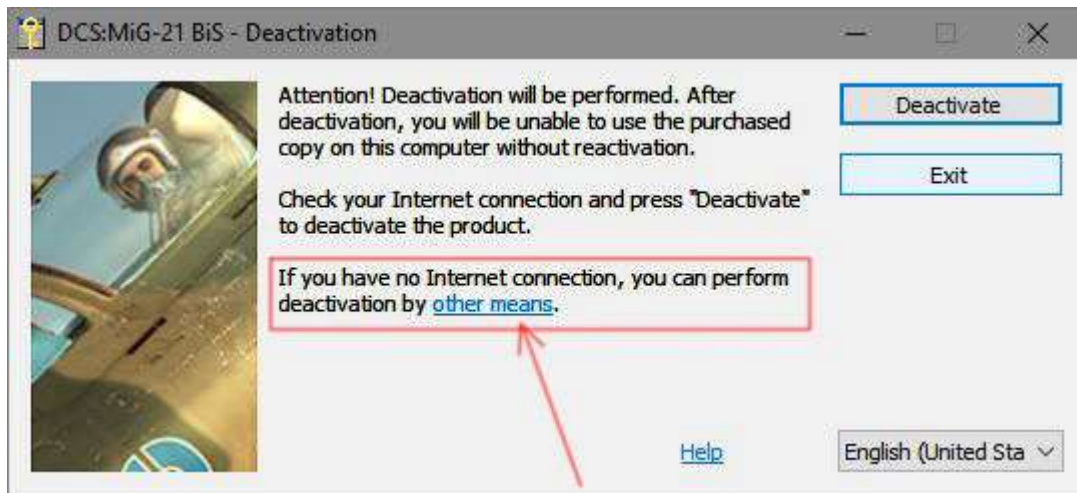 DCS:MiG-21 BiS - Deactivation
Attention! Deactivation will be performed. After
deactivation, you will be unable to use the purchased
copy on this computer without reactivation.
Check your Internet connection and press "Deactivate"
to deactivate the product.
If you have no Internet connection, you can perform
deactivation by other means.
Deactivate
Exit
Help
English (United Sta